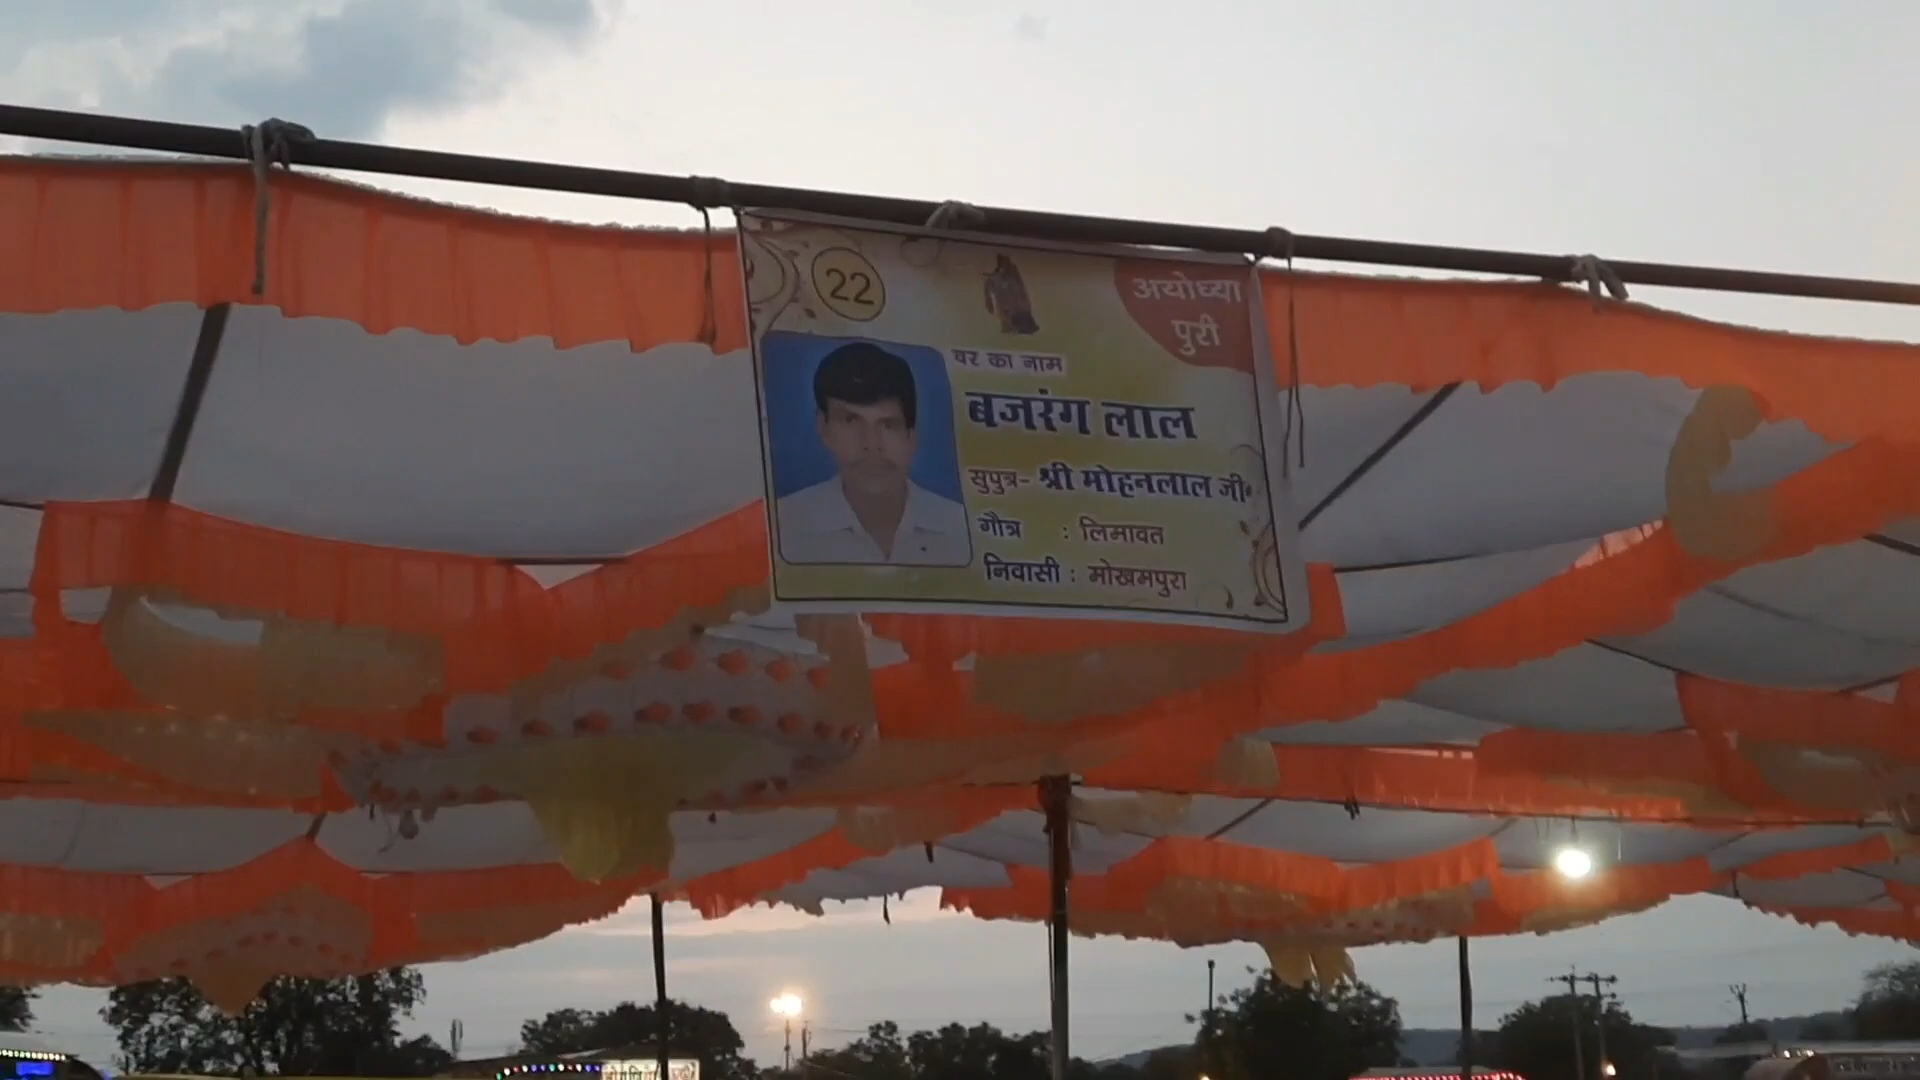 22
अयोध्या
पुरी
वर का नाम
बजरंग लाल
सुपुत्र- श्री मोहनलाल जी
गौत्र : लिमावत
निवासी : मोखमपुरा